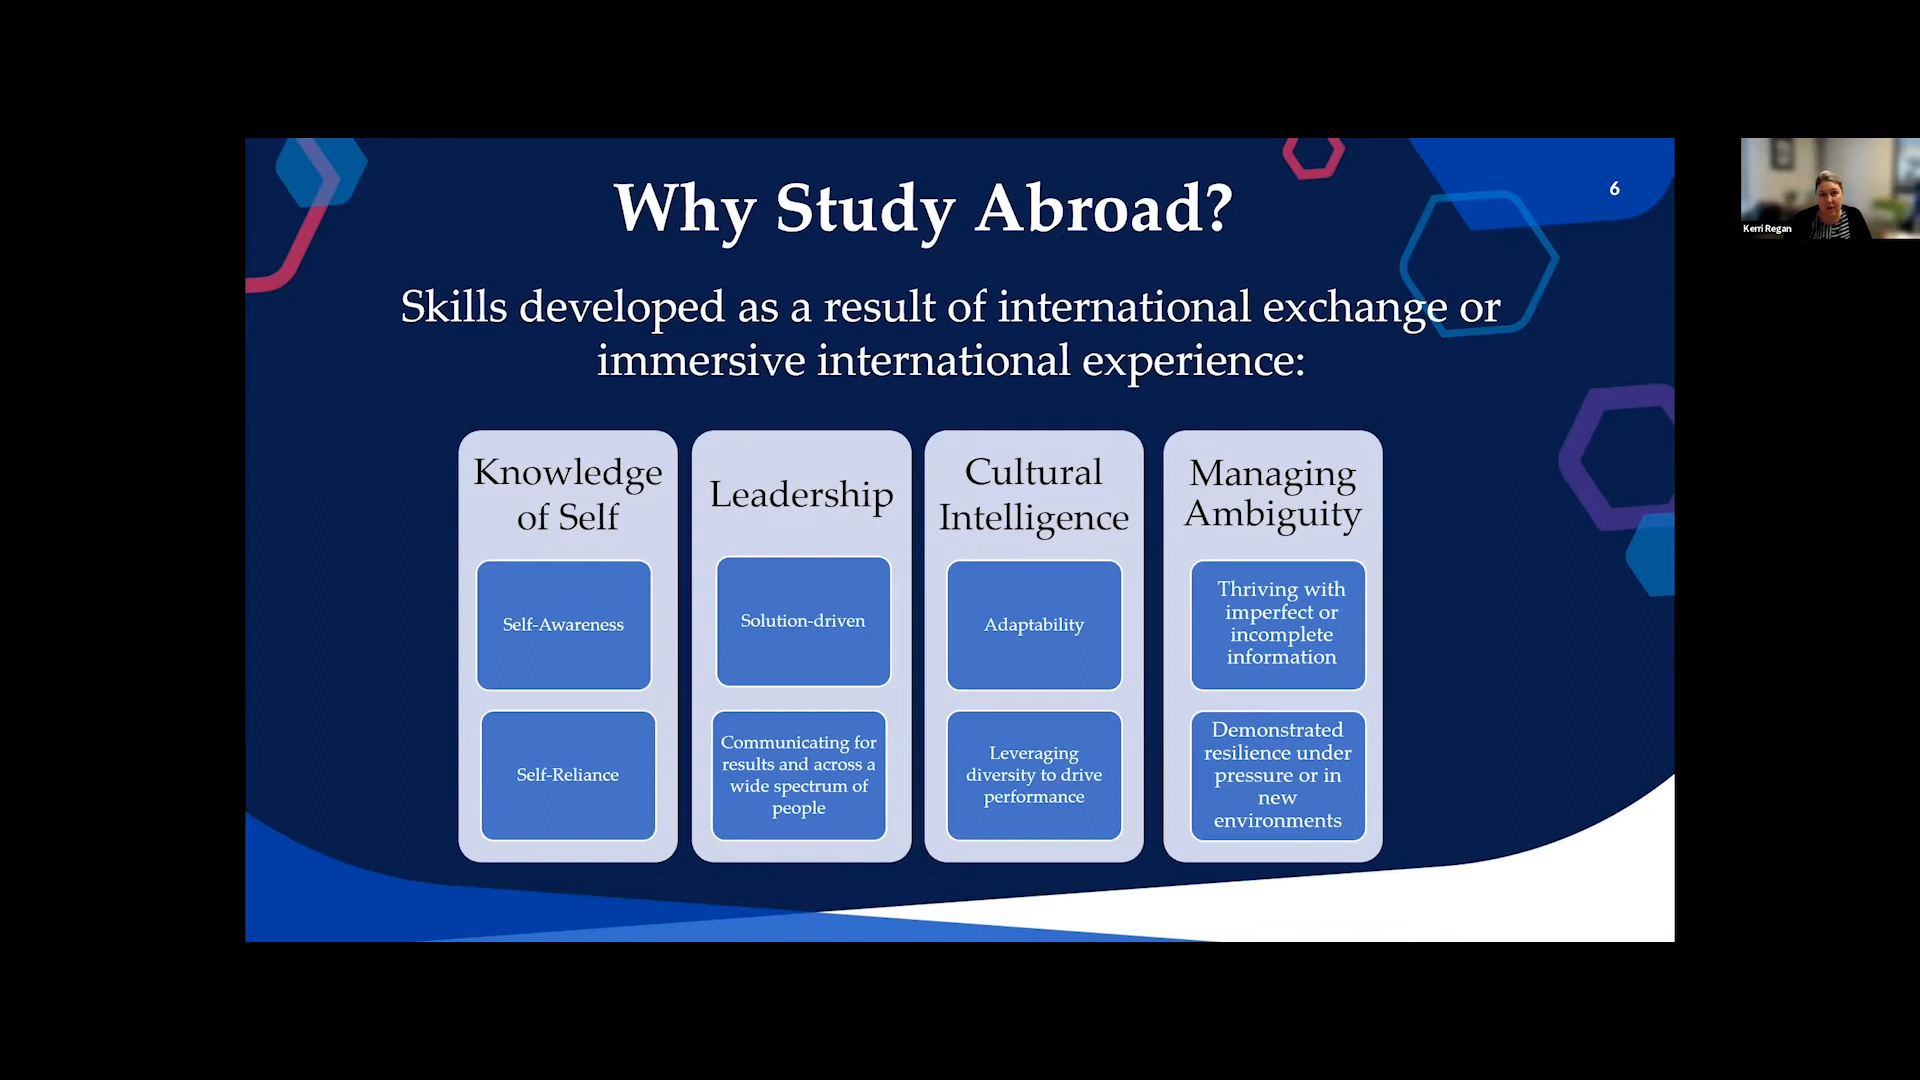 Why Study Abroad?
6
Kerri Regan
Skills developed as a result of international exchange or
immersive international experience:
Knowledge
of Self
Self-Awareness
Self-Reliance
Leadership
Solution-driven
Communicating for
results and across a
wide spectrum of
people
Cultural
Intelligence
Adaptability
Leveraging
diversity to drive
performance
Managing
Ambiguity
Thriving with
imperfect or
incomplete
information
Demonstrated
resilience under
pressure or in
new
environments